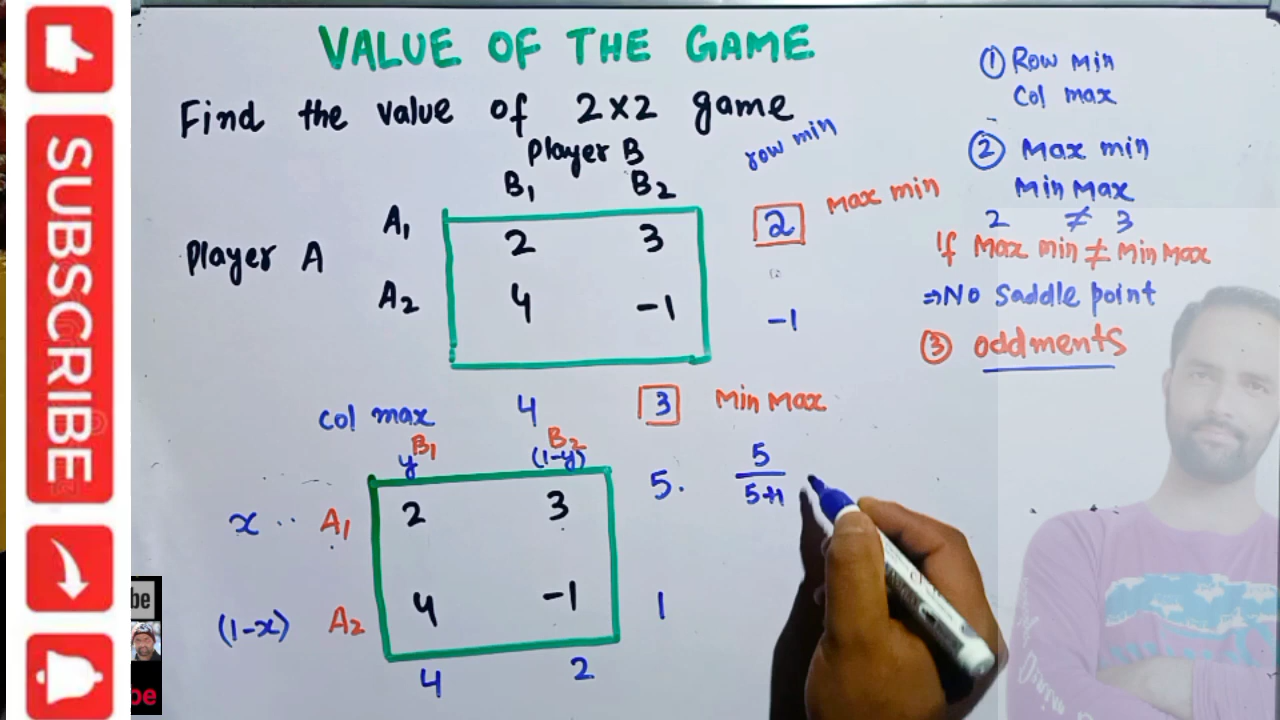 VALUE OF THE GAME
Find the value of 2x2 game
Player B
row min
B1 B2
A1 2 3 2 Max min
Player A
A2 4 -1 -1
col max 4 3 Min Max
B1 B2
y (1-y)
x .. A1 2 3 5. 5/5+1
(1-x) A2 4 -1 1
4 2
① Row min
Col max
② Max min
Min Max
2 ≠ 3
If Max min ≠ Min Max
⇒ No Saddle point
③ oddments
SUBSCRIBE
be
be